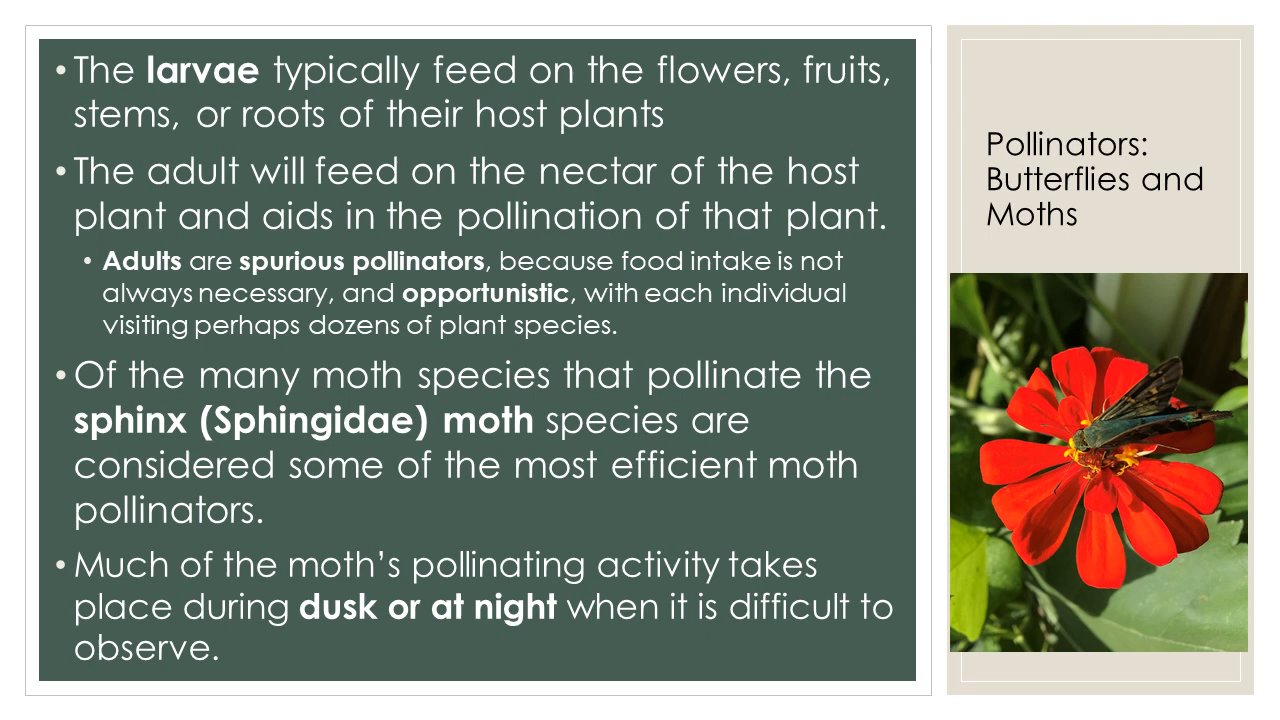 • The larvae typically feed on the flowers, fruits,
stems, or roots of their host plants
• The adult will feed on the nectar of the host
plant and aids in the pollination of that plant.
• Adults are spurious pollinators, because food intake is not
always necessary, and opportunistic, with each individual
visiting perhaps dozens of plant species.
• Of the many moth species that pollinate the
sphinx (Sphingidae) moth species are
considered some of the most efficient moth
pollinators.
• Much of the moth’s pollinating activity takes
place during dusk or at night when it is difficult to
observe.
Pollinators:
Butterflies and
Moths